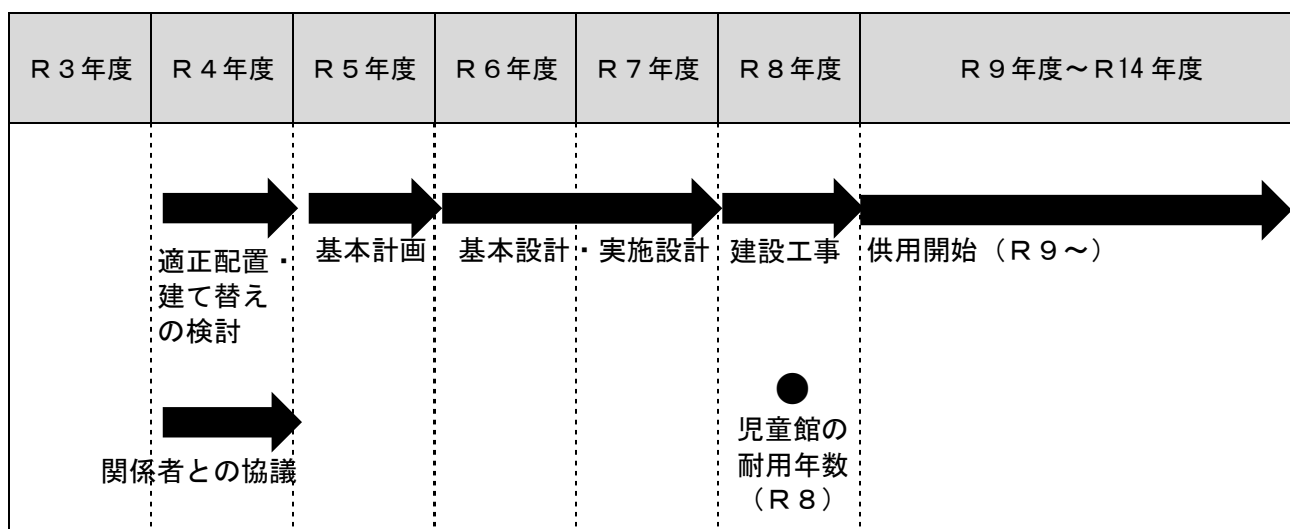 R3年度 R4年度 R5年度 R6年度 R7年度 R8年度 R9年度～R14年度
適正配置・
建て替え
の検討
基本計画
基本設計・実施設計
建設工事
供用開始（R9～）
関係者との協議
児童館の
耐用年数
（R8）